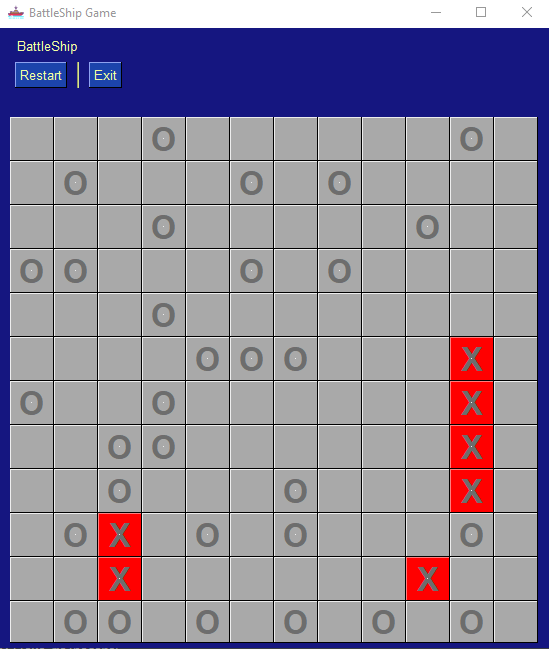 BattleShip Game
BattleShip
Restart Exit
O O
O O O
O O
O O O O
O
O O O X
O O X
O O X
O O X
O X O O O
X X
O O O O O O